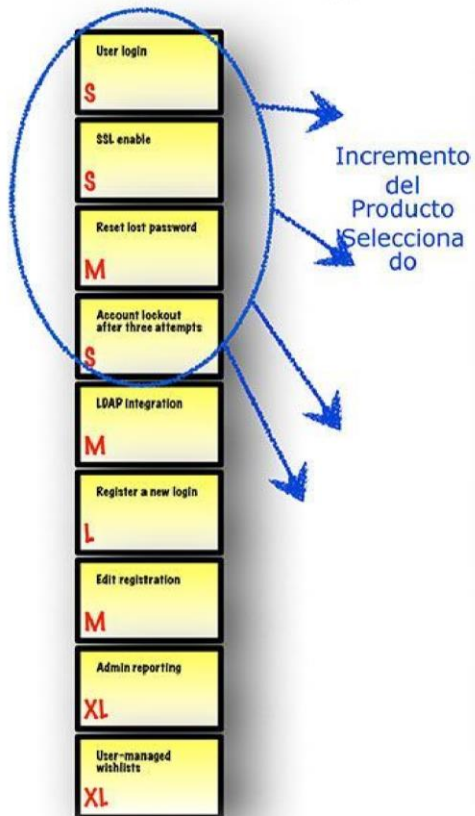 User login
S
SSL enable
S
Incremento
del
Producto
Selecciona
do
Reset lost password
M
Account lockout
after three attempts
S
LDAP integration
M
Register a new login
L
Edit registration
M
Admin reporting
XL
User-managed
wishlists
XL